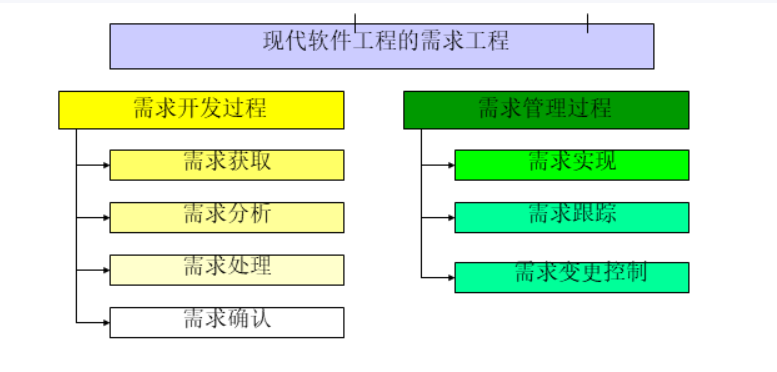 现代软件工程的需求工程
需求开发过程
需求获取
需求分析
需求处理
需求确认
需求管理过程
需求实现
需求跟踪
需求变更控制